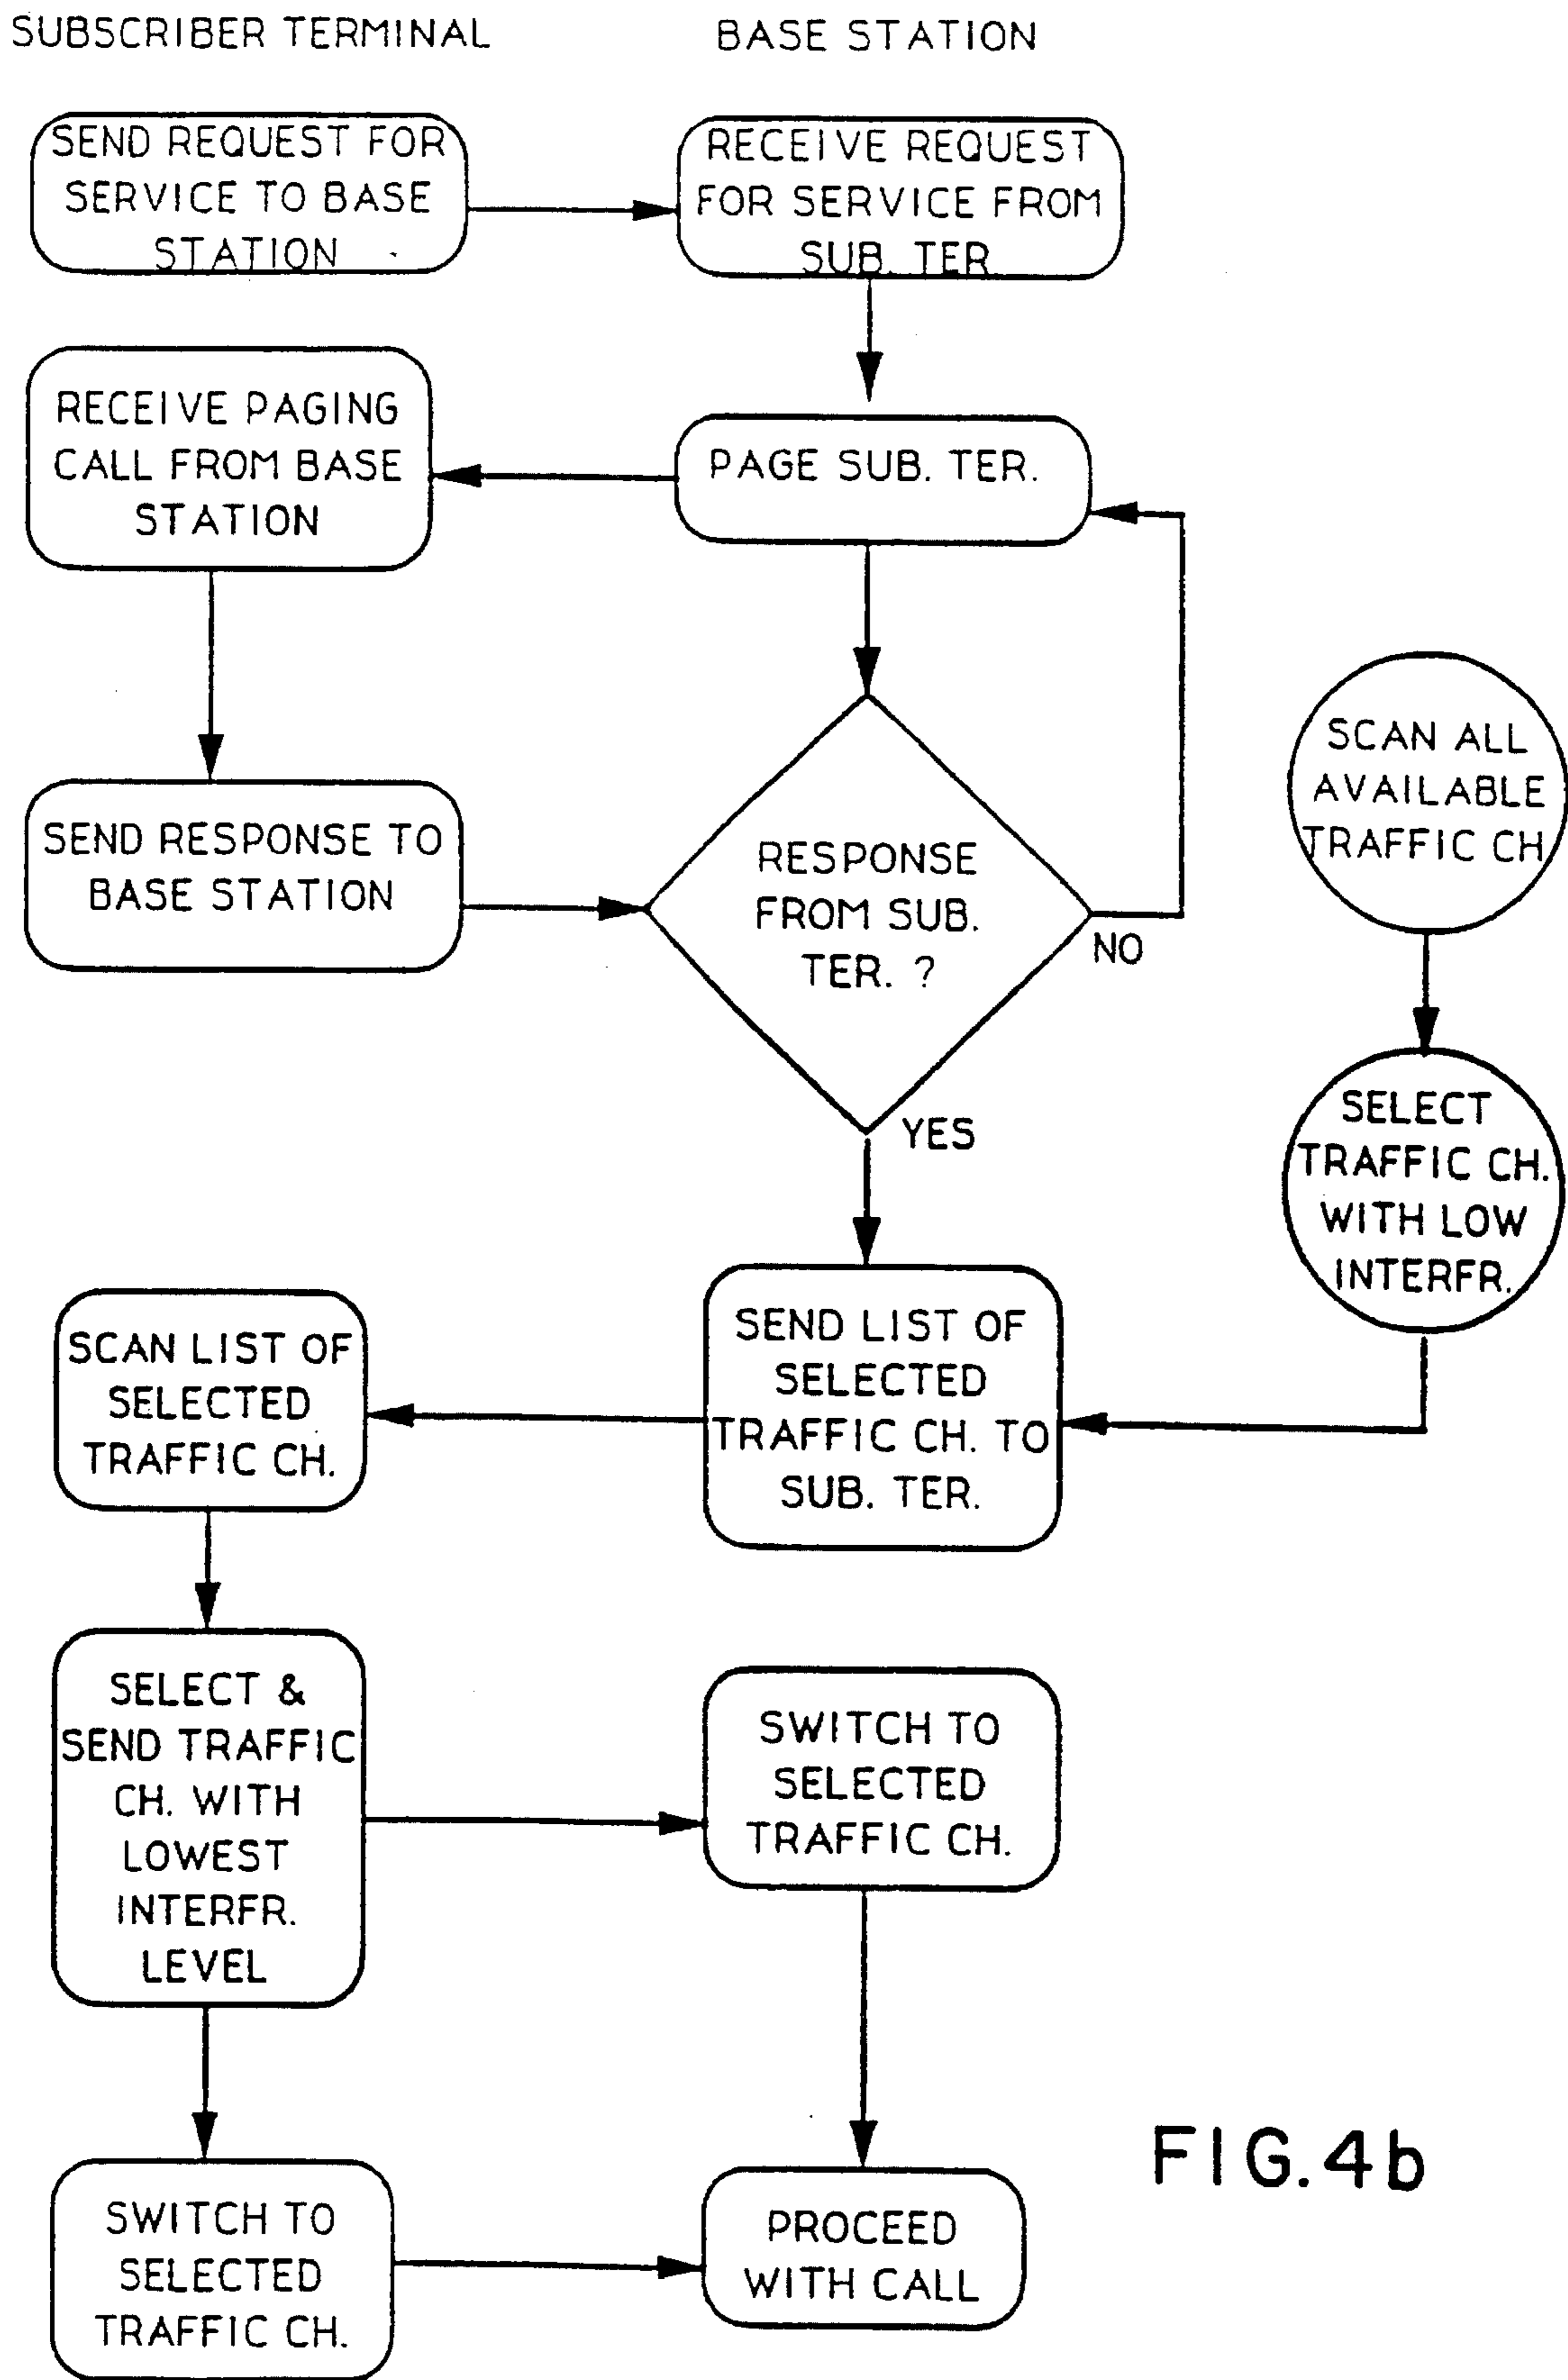 SUBSCRIBER TERMINAL
BASE STATION
SEND REQUEST FOR
SERVICE TO BASE
STATION
RECEIVE REQUEST
FOR SERVICE FROM
SUB. TER
RECEIVE PAGING
CALL FROM BASE
STATION
PAGE SUB. TER.
SEND RESPONSE TO
BASE STATION
RESPONSE
FROM SUB.
TER. ?
NO
YES
SCAN ALL
AVAILABLE
TRAFFIC CH
SELECT
TRAFFIC CH.
WITH LOW
INTERFR.
SEND LIST OF
SELECTED
TRAFFIC CH. TO
SUB. TER.
SCAN LIST OF
SELECTED
TRAFFIC CH.
SELECT &
SEND TRAFFIC
CH. WITH
LOWEST
INTERFR.
LEVEL
SWITCH TO
SELECTED
TRAFFIC CH.
SWITCH TO
SELECTED
TRAFFIC CH.
PROCEED
WITH CALL
FIG. 4b